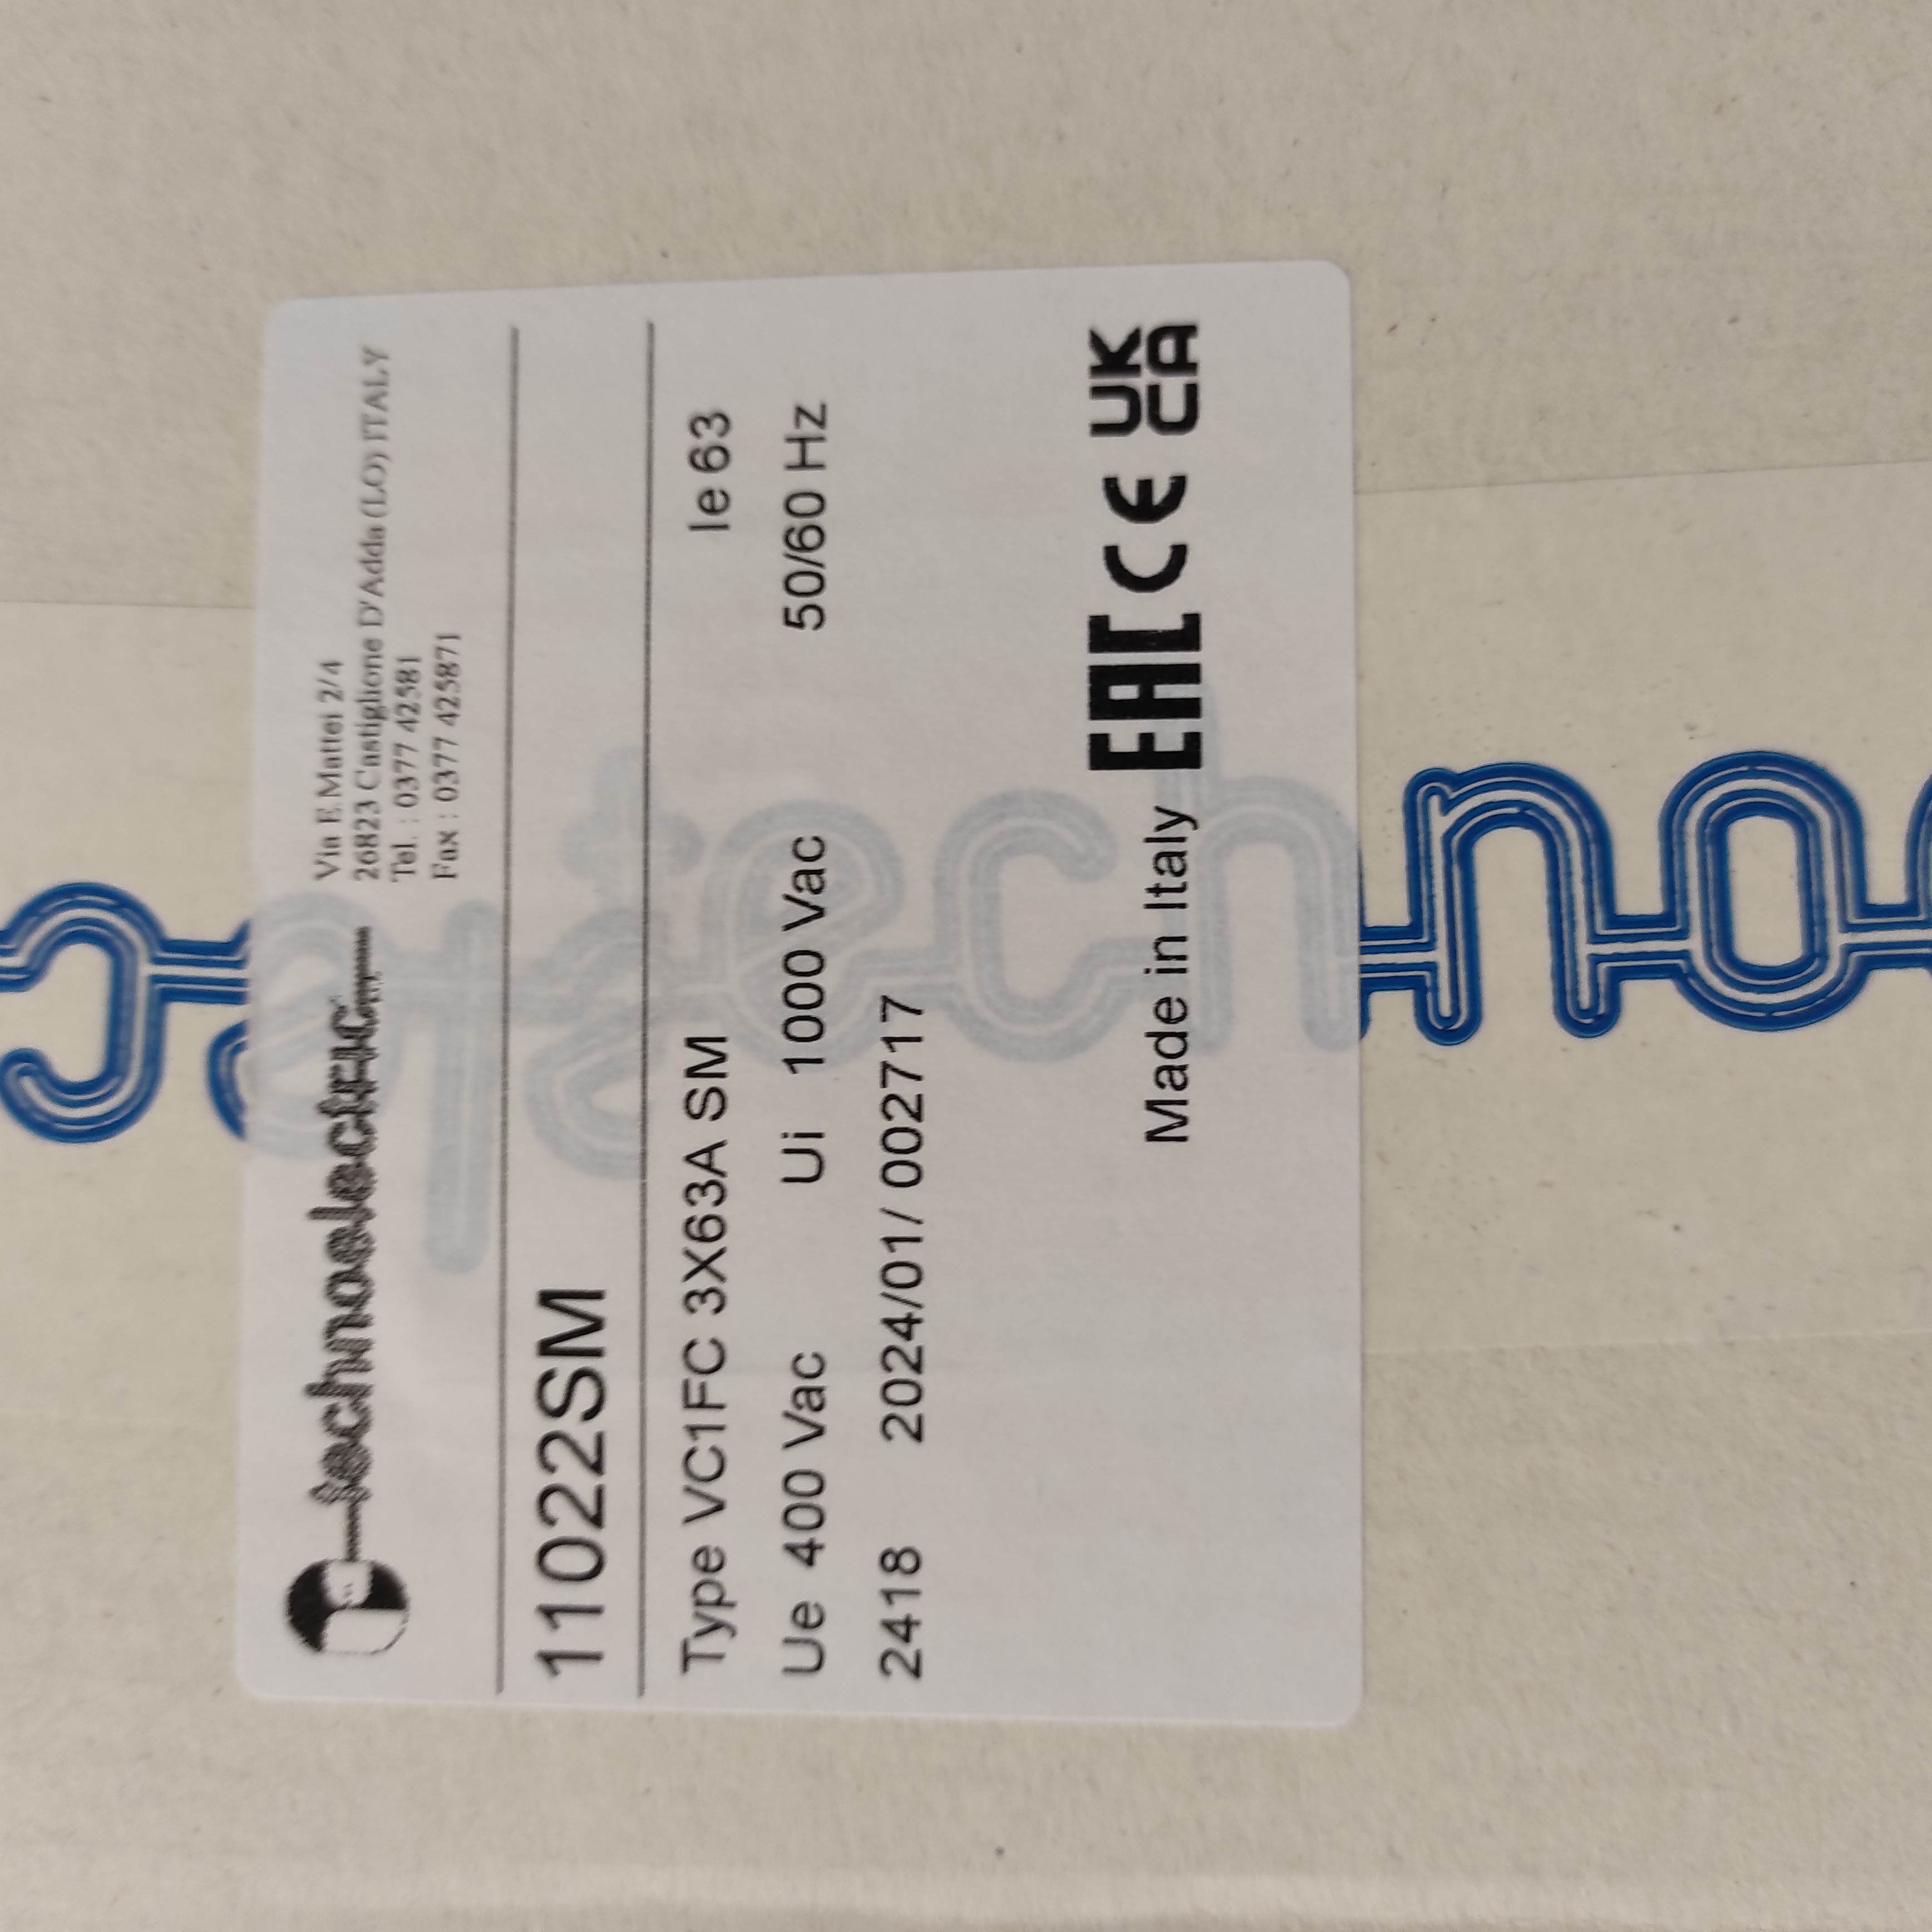 technoelectric
Via E.Mattei 2/4
26823 Castiglione D'Adda (LO) ITALY
Tel. : 0377 42581
Fax : 0377 425871
11022SM
Type VC1FC 3X63A SM Ie 63
Ue 400 Vac Ui 1000 Vac 50/60 Hz
2418 2024/01/ 002717
Made in Italy EAC CE UK CA
techno